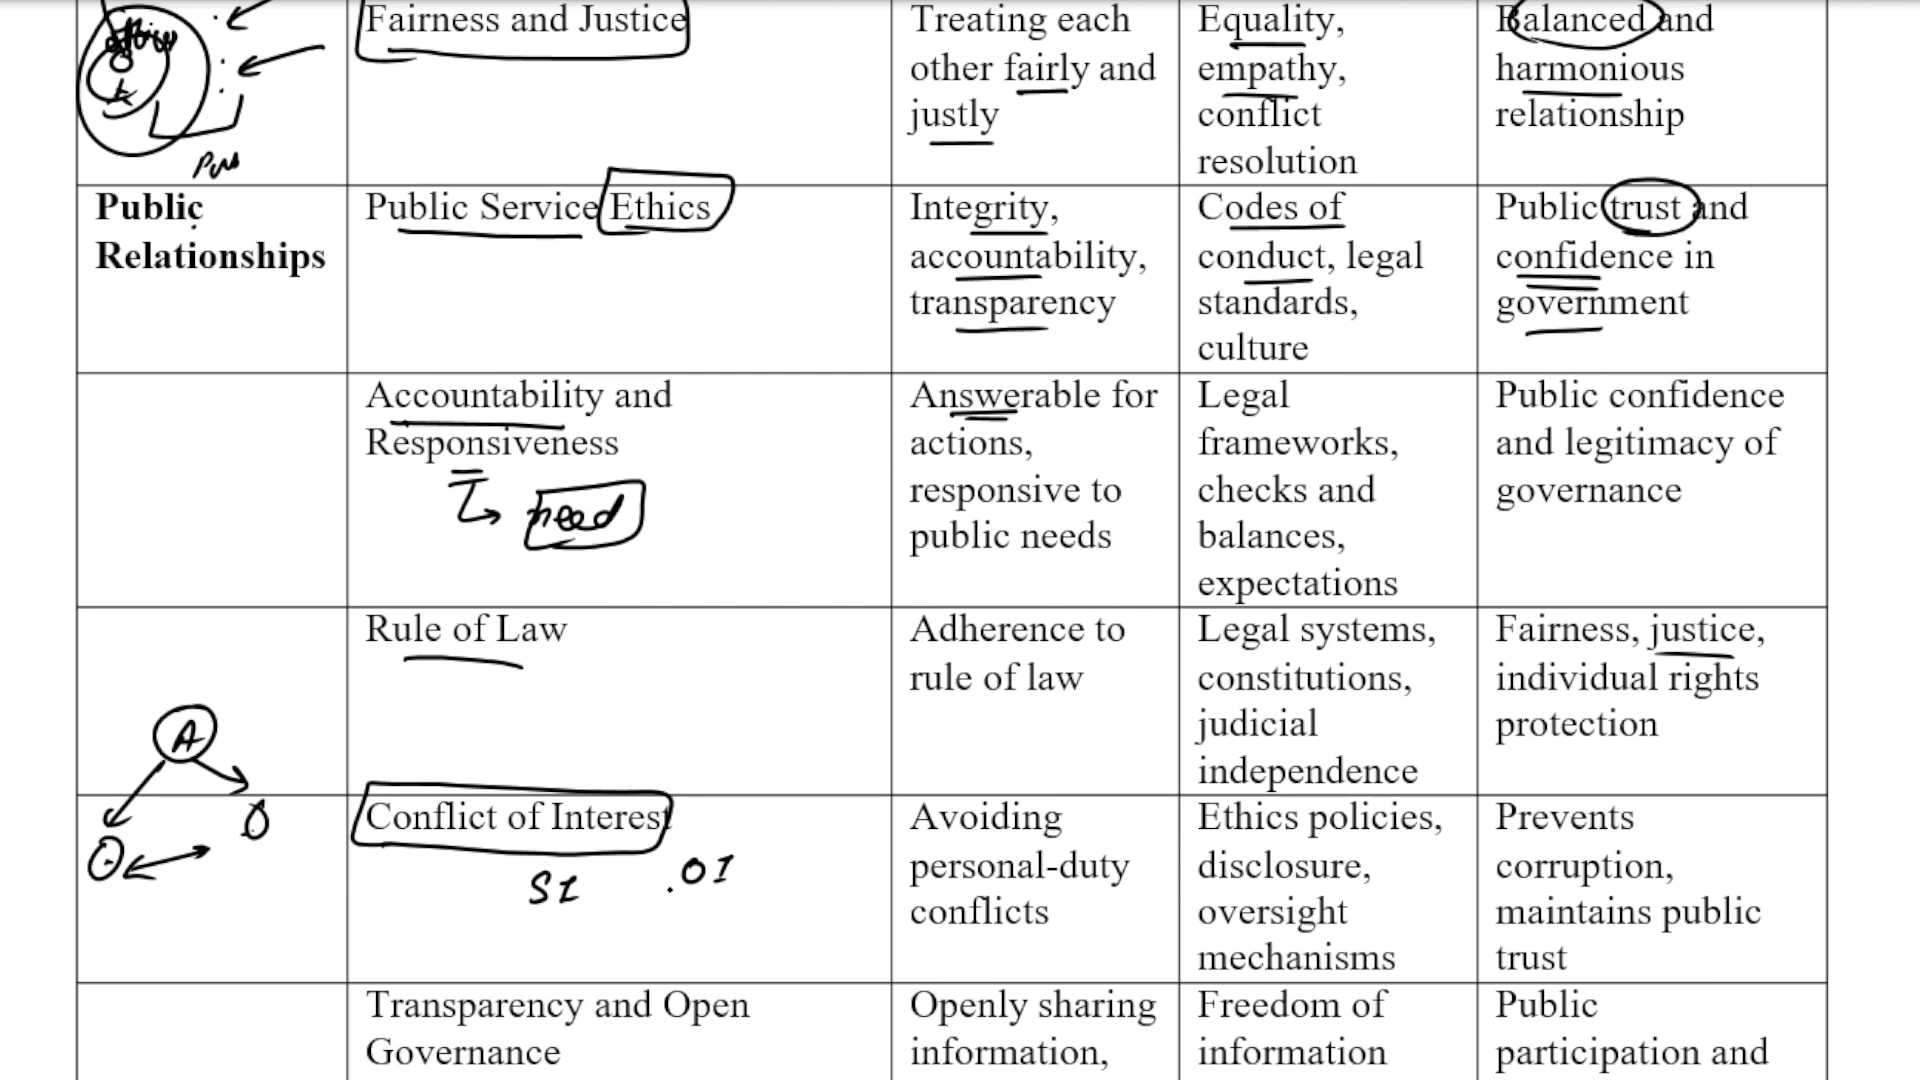 Fairness and Justice
Treating each
other fairly and
justly
Equality,
empathy,
conflict
resolution
Balanced and
harmonious
relationship
Public
Relationships
Public Service Ethics
Integrity,
accountability,
transparency
Codes of
conduct, legal
standards,
culture
Public trust and
confidence in
government
Accountability and
Responsiveness
need
Answerable for
actions,
responsive to
public needs
Legal
frameworks,
checks and
balances,
expectations
Public confidence
and legitimacy of
governance
A
Rule of Law
Adherence to
rule of law
Legal systems,
constitutions,
judicial
independence
Fairness, justice,
individual rights
protection
Conflict of Interest
SI
OI
Avoiding
personal-duty
conflicts
Ethics policies,
disclosure,
oversight
mechanisms
Prevents
corruption,
maintains public
trust
Transparency and Open
Governance
Openly sharing
information,
Freedom of
information
Public
participation and